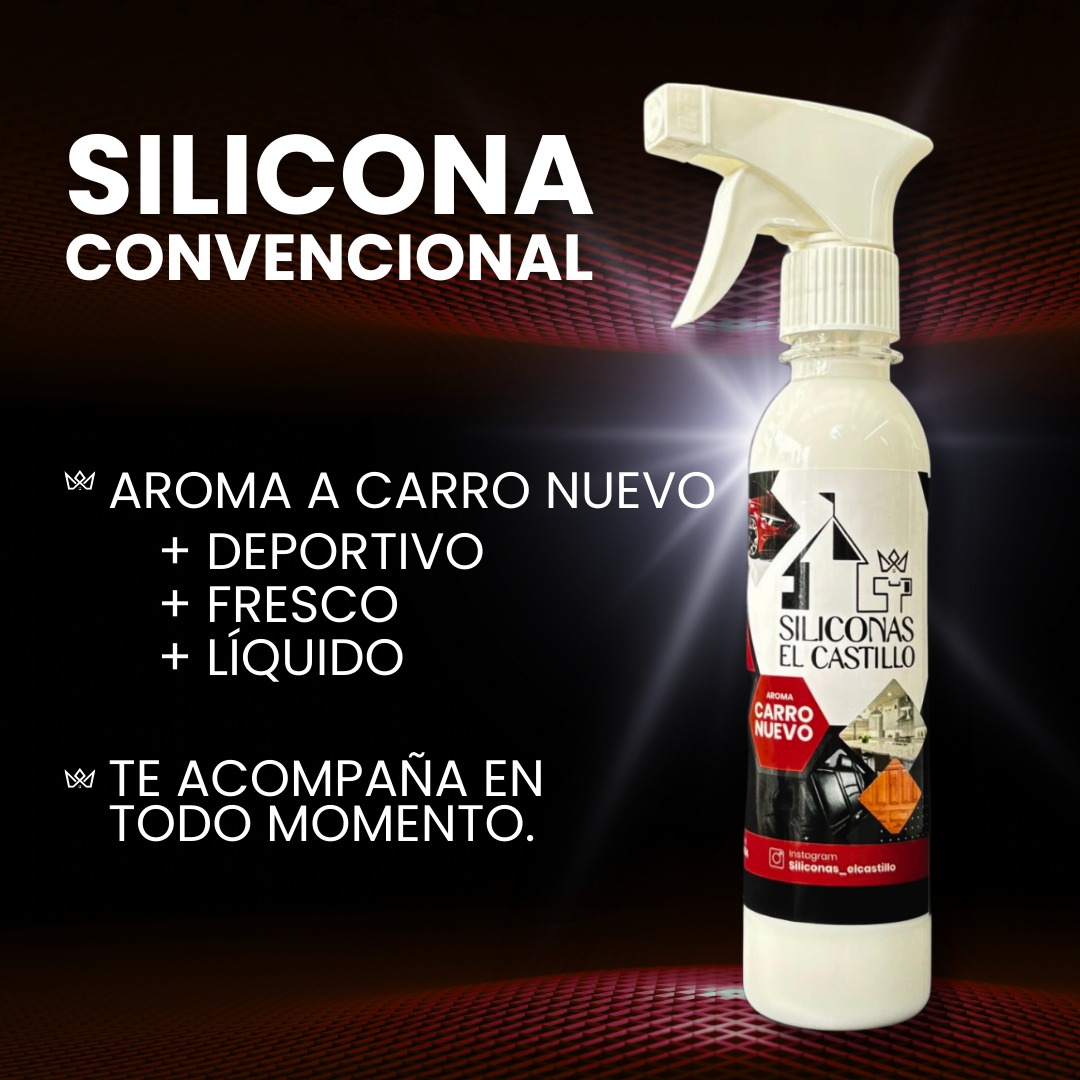 SILICONA
CONVENCIONAL
AROMA A CARRO NUEVO
+ DEPORTIVO
+ FRESCO
+ LÍQUIDO
TE ACOMPAÑA EN
TODO MOMENTO.
SILICONAS
EL CASTILLO
AROMA
CARRO
NUEVO
Instagram
Siliconas_elcastillo